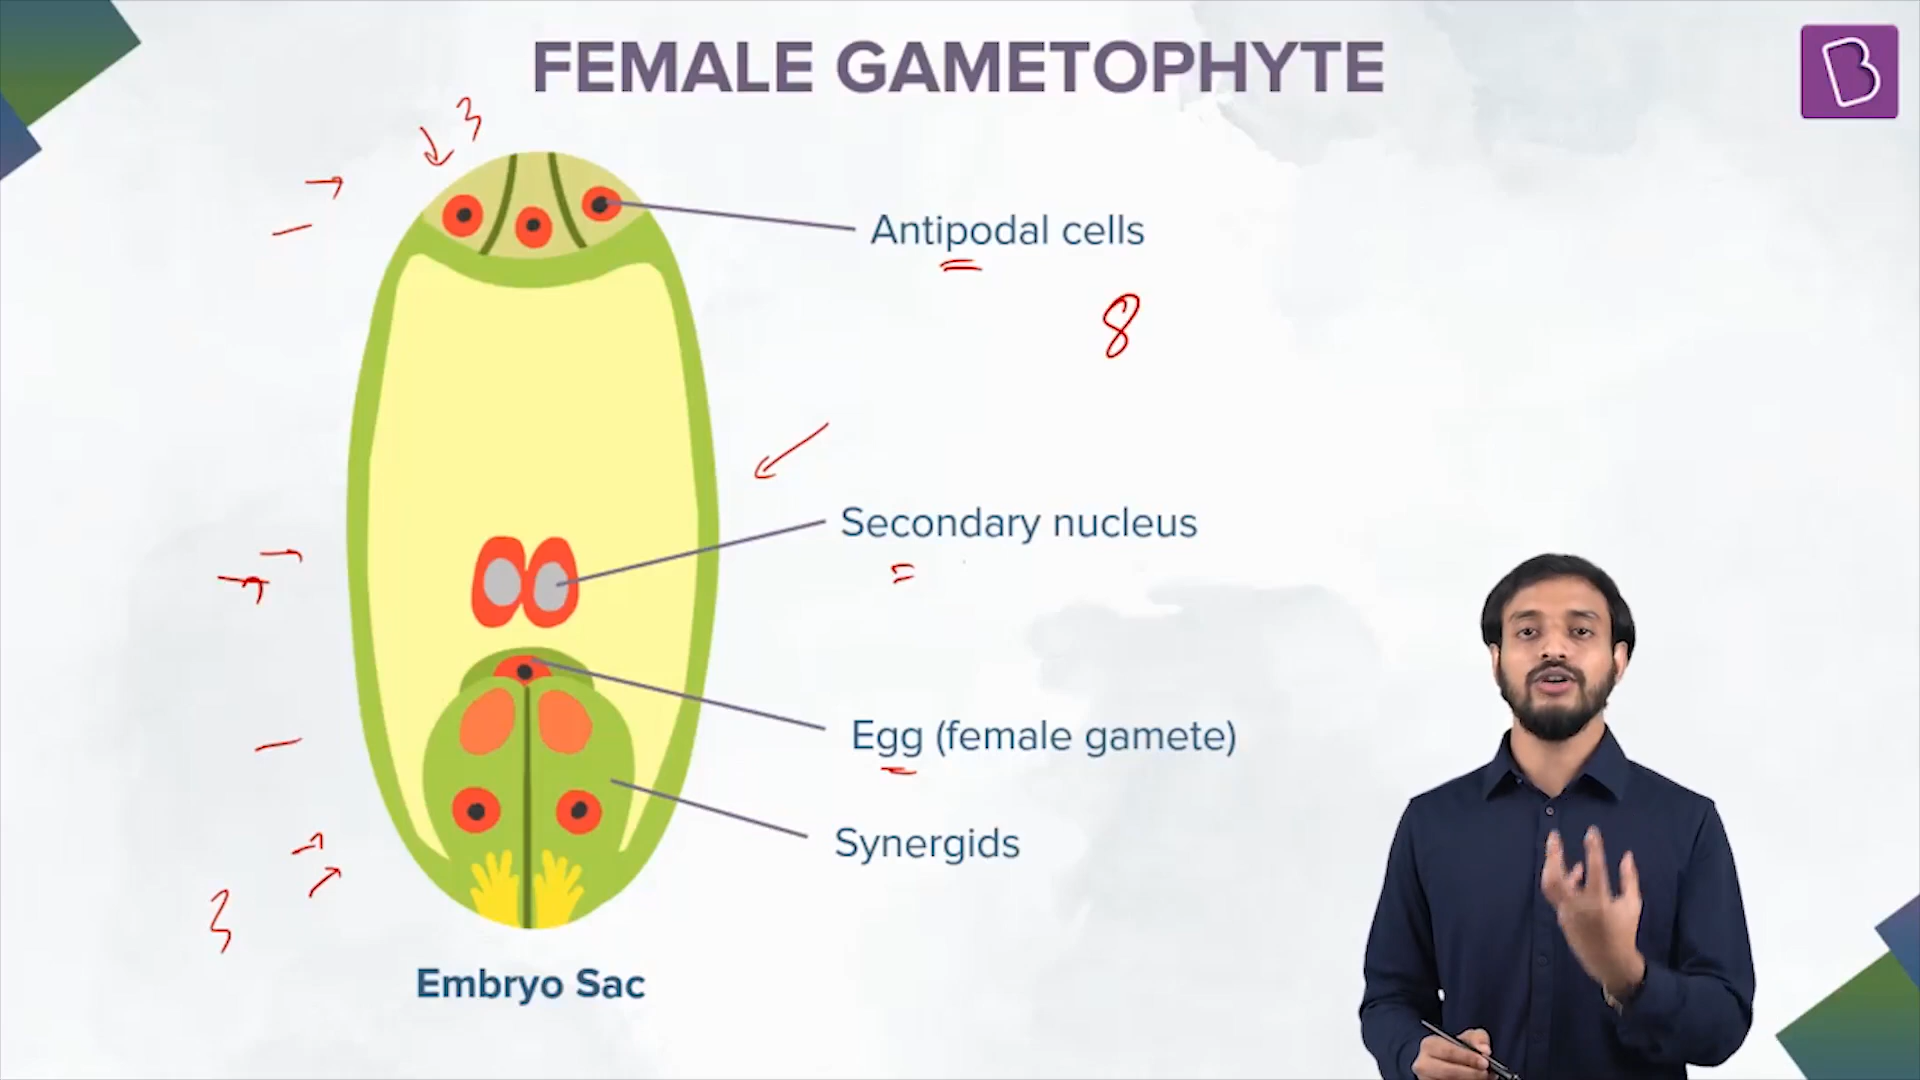 FEMALE GAMETOPHYTE
3
Antipodal cells
8
Secondary nucleus
Egg (female gamete)
Synergids
3
Embryo Sac